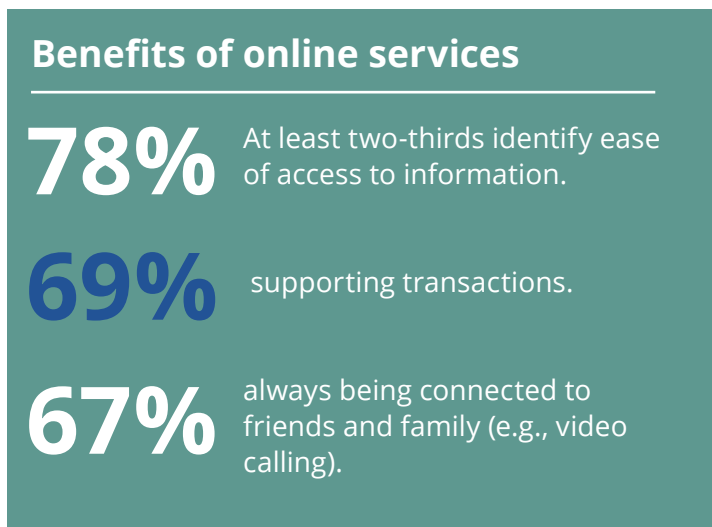 Benefits of online services
78%
At least two-thirds identify ease
of access to information.
69%
supporting transactions.
67%
always being connected to
friends and family (e.g., video
calling).